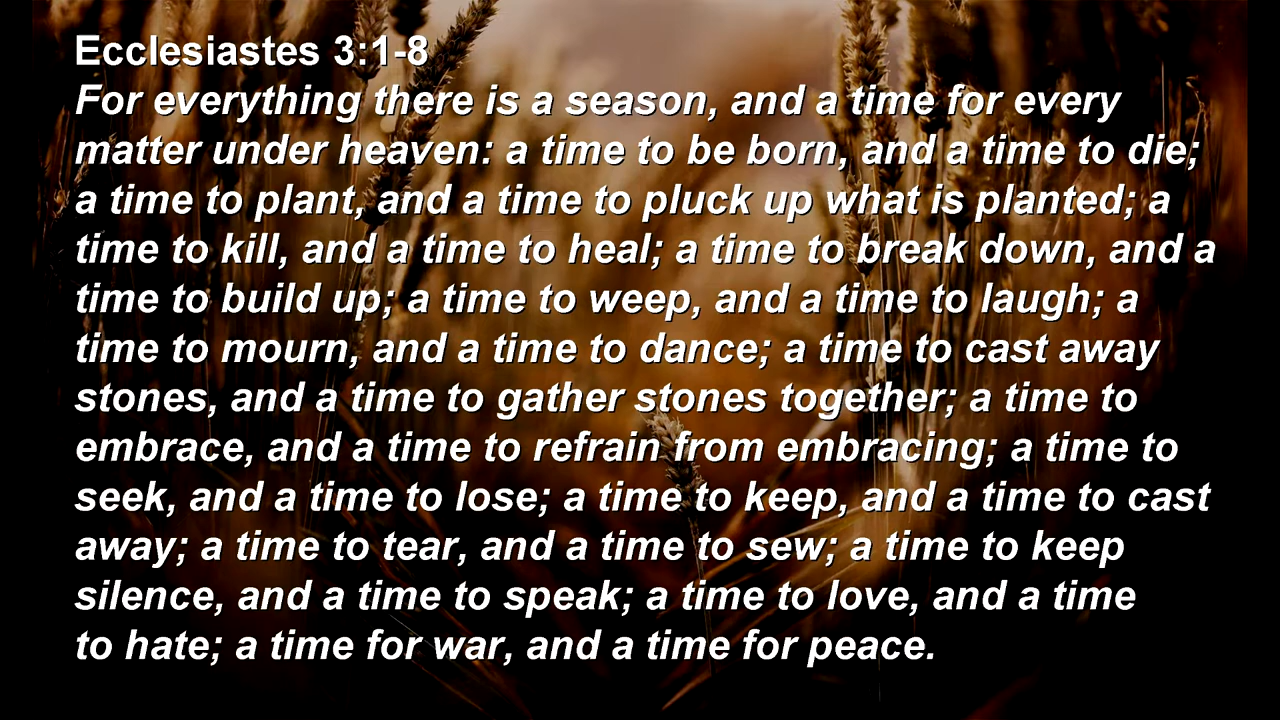 Ecclesiastes 3:1-8
For everything there is a season, and a time for every
matter under heaven: a time to be born, and a time to die;
a time to plant, and a time to pluck up what is planted; a
time to kill, and a time to heal; a time to break down, and a
time to build up; a time to weep, and a time to laugh; a
time to mourn, and a time to dance; a time to cast away
stones, and a time to gather stones together; a time to
embrace, and a time to refrain from embracing; a time to
seek, and a time to lose; a time to keep, and a time to cast
away; a time to tear, and a time to sew; a time to keep
silence, and a time to speak; a time to love, and a time
to hate; a time for war, and a time for peace.